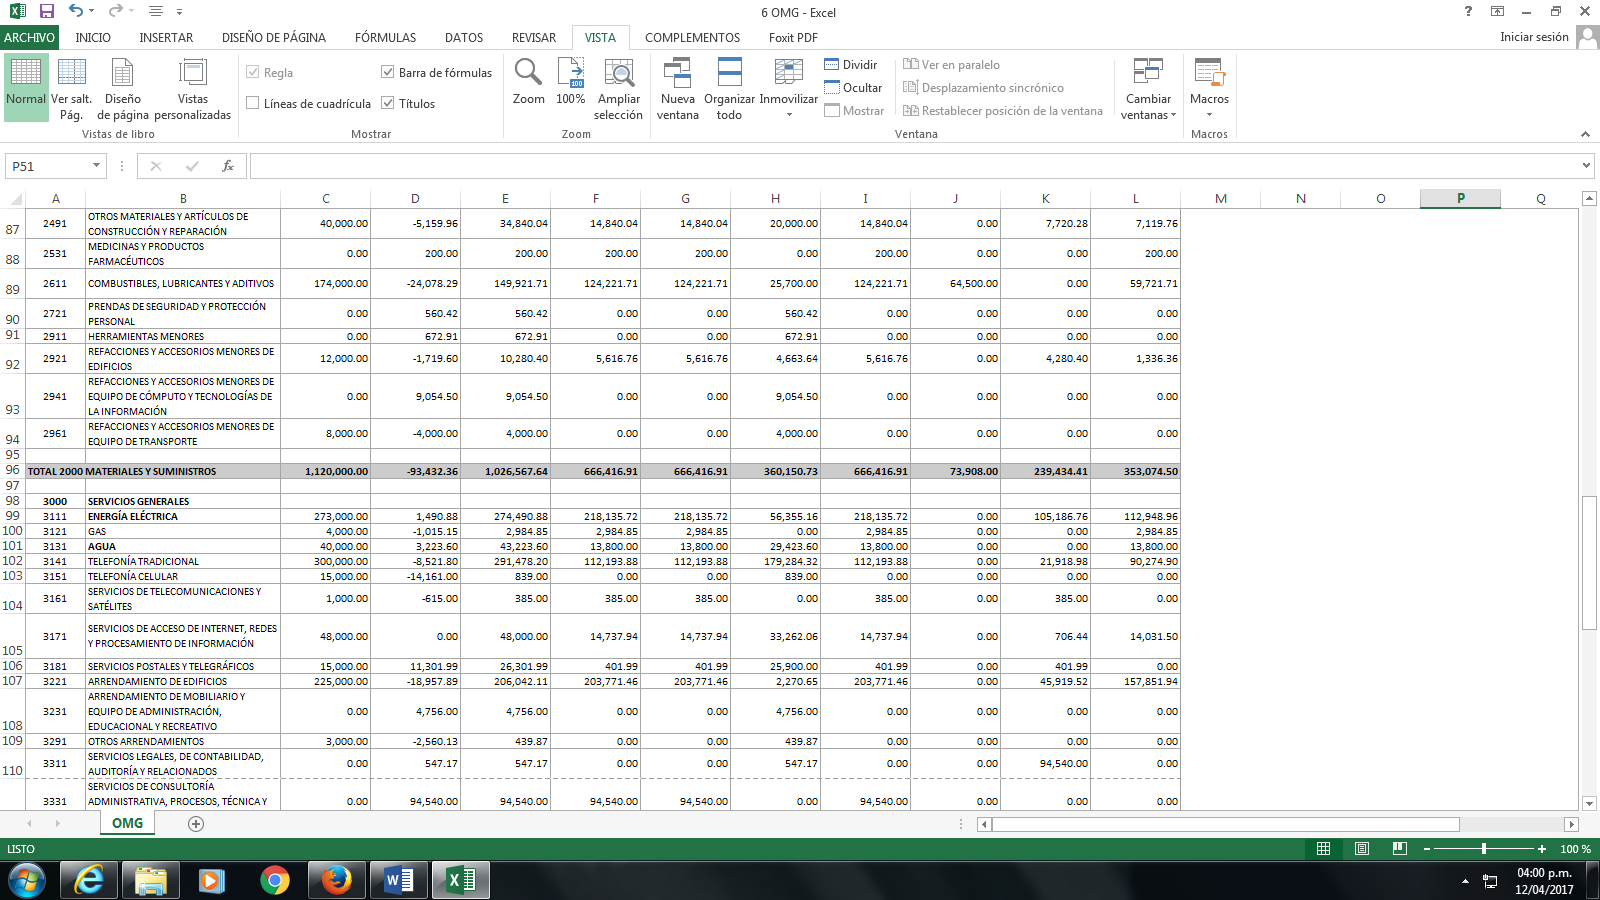 6 OMG - Excel
ARCHIVO INICIO INSERTAR DISEÑO DE PÁGINA FÓRMULAS DATOS REVISAR VISTA COMPLEMENTOS Foxit PDF Iniciar sesión
Normal Ver salt. Pág. Diseño de página Vistas personalizadas
Vistas de libro
Regla Barra de fórmulas
Líneas de cuadrícula Títulos
Mostrar
Zoom 100% Ampliar selección
Zoom
Nueva ventana Organizar todo Inmovilizar
Dividir Ver en paralelo
Ocultar Desplazamiento sincrónico
Mostrar Restablecer posición de la ventana
Cambiar ventanas
Ventana
Macros
Macros
P51 fx
A B C D E F G H I J K L M N O P Q
87 2491 OTROS MATERIALES Y ARTÍCULOS DE CONSTRUCCIÓN Y REPARACIÓN 40,000.00 -5,159.96 34,840.04 14,840.04 14,840.04 20,000.00 14,840.04 0.00 7,720.28 7,119.76
88 2531 MEDICINAS Y PRODUCTOS FARMACÉUTICOS 0.00 200.00 200.00 200.00 200.00 0.00 200.00 0.00 0.00 200.00
89 2611 COMBUSTIBLES, LUBRICANTES Y ADITIVOS 174,000.00 -24,078.29 149,921.71 124,221.71 124,221.71 25,700.00 124,221.71 64,500.00 0.00 59,721.71
90 2721 PRENDAS DE SEGURIDAD Y PROTECCIÓN PERSONAL 0.00 560.42 560.42 0.00 0.00 560.42 0.00 0.00 0.00 0.00
91 2911 HERRAMIENTAS MENORES 0.00 672.91 672.91 0.00 0.00 672.91 0.00 0.00 0.00 0.00
92 2921 REFACCIONES Y ACCESORIOS MENORES DE EDIFICIOS 12,000.00 -1,719.60 10,280.40 5,616.76 5,616.76 4,663.64 5,616.76 0.00 4,280.40 1,336.36
93 2941 REFACCIONES Y ACCESORIOS MENORES DE EQUIPO DE CÓMPUTO Y TECNOLOGÍAS DE LA INFORMACIÓN 0.00 9,054.50 9,054.50 0.00 0.00 9,054.50 0.00 0.00 0.00 0.00
94 2961 REFACCIONES Y ACCESORIOS MENORES DE EQUIPO DE TRANSPORTE 8,000.00 -4,000.00 4,000.00 0.00 0.00 4,000.00 0.00 0.00 0.00 0.00
95
96 TOTAL 2000 MATERIALES Y SUMINISTROS 1,120,000.00 -93,432.36 1,026,567.64 666,416.91 666,416.91 360,150.73 666,416.91 73,908.00 239,434.41 353,074.50
97
98 3000 SERVICIOS GENERALES
99 3111 ENERGÍA ELÉCTRICA 273,000.00 1,490.88 274,490.88 218,135.72 218,135.72 56,355.16 218,135.72 0.00 105,186.76 112,948.96
100 3121 GAS 4,000.00 -1,015.15 2,984.85 2,984.85 2,984.85 0.00 2,984.85 0.00 0.00 2,984.85
101 3131 AGUA 40,000.00 3,223.60 43,223.60 13,800.00 13,800.00 29,423.60 13,800.00 0.00 0.00 13,800.00
102 3141 TELEFONÍA TRADICIONAL 300,000.00 -8,521.80 291,478.20 112,193.88 112,193.88 179,284.32 112,193.88 0.00 21,918.98 90,274.90
103 3151 TELEFONÍA CELULAR 15,000.00 -14,161.00 839.00 0.00 0.00 839.00 0.00 0.00 0.00 0.00
104 3161 SERVICIOS DE TELECOMUNICACIONES Y SATÉLITES 1,000.00 -615.00 385.00 385.00 385.00 0.00 385.00 0.00 385.00 0.00
105 3171 SERVICIOS DE ACCESO DE INTERNET, REDES Y PROCESAMIENTO DE INFORMACIÓN 48,000.00 0.00 48,000.00 14,737.94 14,737.94 33,262.06 14,737.94 0.00 706.44 14,031.50
106 3181 SERVICIOS POSTALES Y TELEGRÁFICOS 15,000.00 11,301.99 26,301.99 401.99 401.99 25,900.00 401.99 0.00 401.99 0.00
107 3221 ARRENDAMIENTO DE EDIFICIOS 225,000.00 -18,957.89 206,042.11 203,771.46 203,771.46 2,270.65 203,771.46 0.00 45,919.52 157,851.94
108 3231 ARRENDAMIENTO DE MOBILIARIO Y EQUIPO DE ADMINISTRACIÓN, EDUCACIONAL Y RECREATIVO 0.00 4,756.00 4,756.00 0.00 0.00 4,756.00 0.00 0.00 0.00 0.00
109 3291 OTROS ARRENDAMIENTOS 3,000.00 -2,560.13 439.87 0.00 0.00 439.87 0.00 0.00 0.00 0.00
110 3311 SERVICIOS LEGALES, DE CONTABILIDAD, AUDITORÍA Y RELACIONADOS 0.00 547.17 547.17 0.00 0.00 547.17 0.00 0.00 94,540.00 0.00
3331 SERVICIOS DE CONSULTORÍA ADMINISTRATIVA, PROCESOS, TÉCNICA Y 0.00 94,540.00 94,540.00 94,540.00 94,540.00 0.00 94,540.00 0.00 0.00 0.00
OMG
LISTO 100 %
04:00 p.m.
12/04/2017